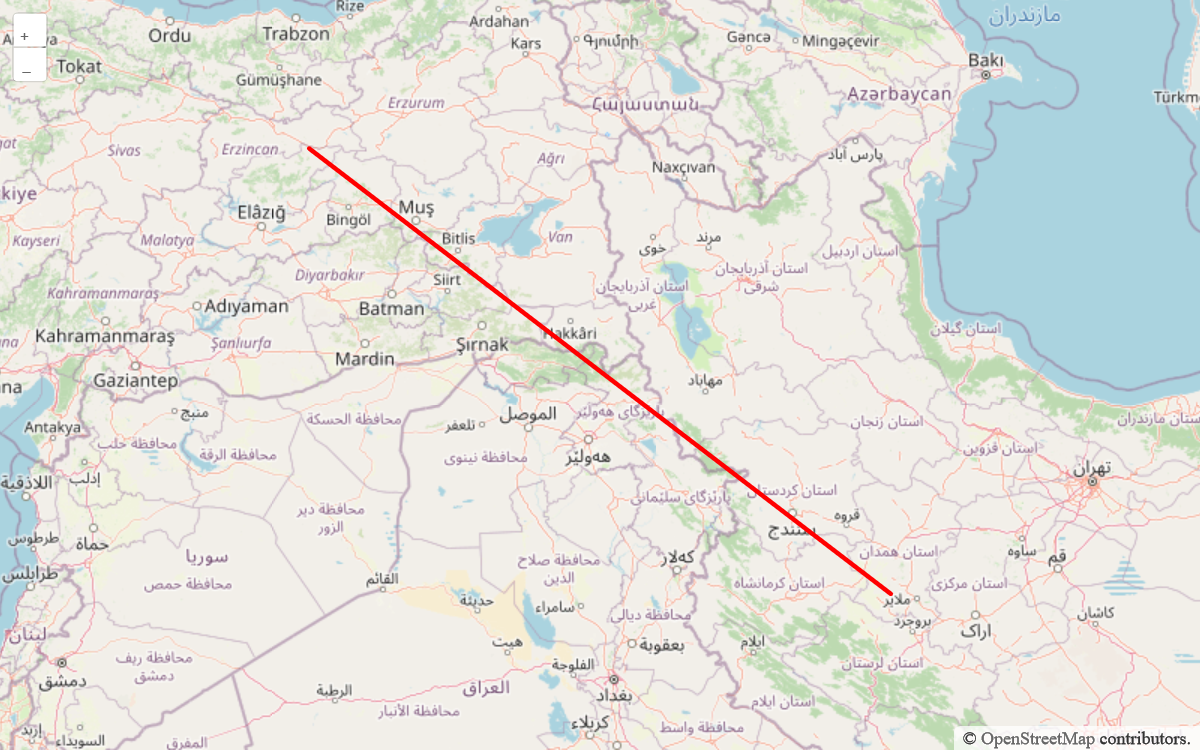 Rize
Ordu
Trabzon
Ardahan
Kars
Գյումրի
Gəncə
Mingəçevir
مازندران
Bakı
+
–
Tokat
Gümüşhane
Erzurum
Հայաստան
Azərbaycan
Türkm
Sivas
Erzincan
Ağrı
Naxçıvan
پارس آباد
kiye
Elâzığ
Bingöl
Muş
Kayseri
Malatya
Bitlis
Van
خوی
مرند
استان اردبیل
Diyarbakır
Siirt
استان آذربایجان
غربی
استان آذربایجان
شرقی
Kahramanmaraş
Adıyaman
Batman
Kahramanmaraş
Şanlıurfa
Mardin
Şırnak
Hakkâri
استان گیلان
Gaziantep
مهاباد
منبج
محافظة الحسكة
الموصل
پارێزگای هەولێر
استان زنجان
استان مازندران
Antakya
محافظة حلب
محافظة الرقة
تلعفر
محافظة نينوى
هەولێر
استان قزوین
تهران
اللاذقية
إدلب
پارێزگای سلێمانی
استان کردستان
محافظة دير
الزور
سنندج
قروه
طرطوس
حماة
سوريا
محافظة صلاح
الدين
کەلار
استان همدان
ساوه
قم
طرابلس
محافظة حمص
القائم
استان کرمانشاه
استان مرکزی
حديثة
سامراء
محافظة ديالى
ملایر
بروجرد
اراک
کاشان
لبنان
هيت
بعقوبة
ایلام
دمشق
محافظة ريف
دمشق
الفلوجة
استان لرستان
الرطبة
العراق
بغداد
استان ایلام
محافظة الأنبار
كربلاء
محافظة واسط
إربد
السويداء
المفرق
© OpenStreetMap contributors.